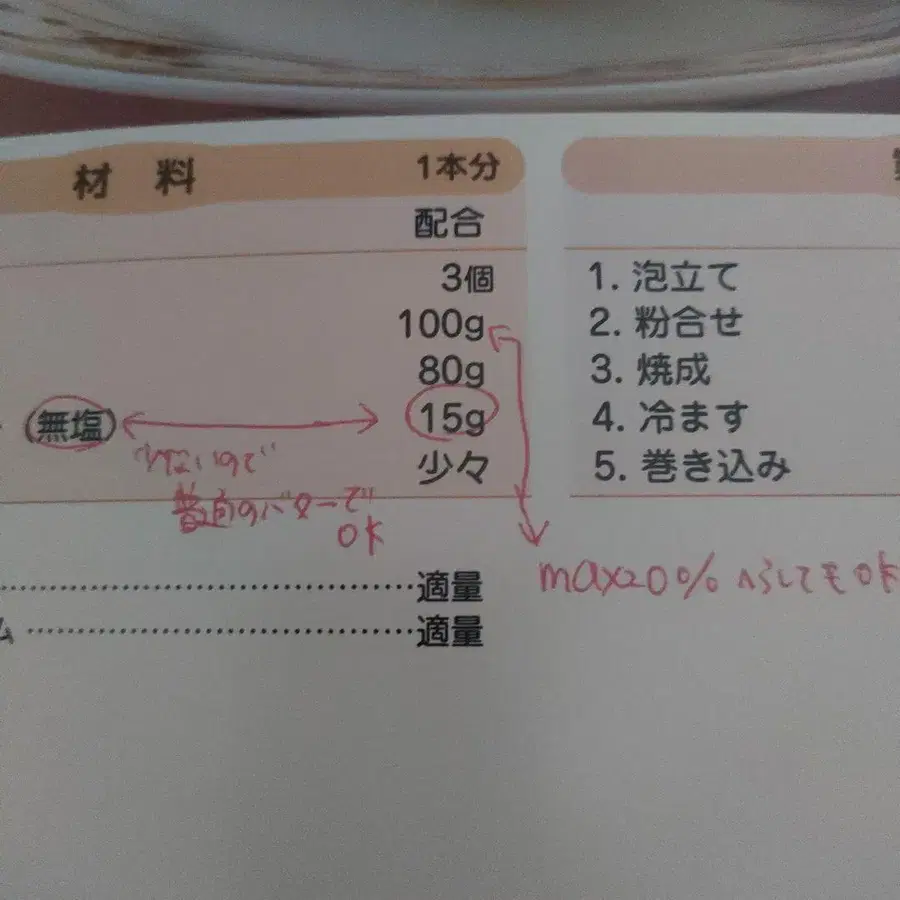 材 料 1本分
配合
3個
100g
80g
(無塩) 15g
少ないので
少々
普通のバターで
OK
適量
ム 適量
1. 泡立て
2. 粉合せ
3. 焼成
4. 冷ます
5. 巻き込み
max20% へらしてもOK